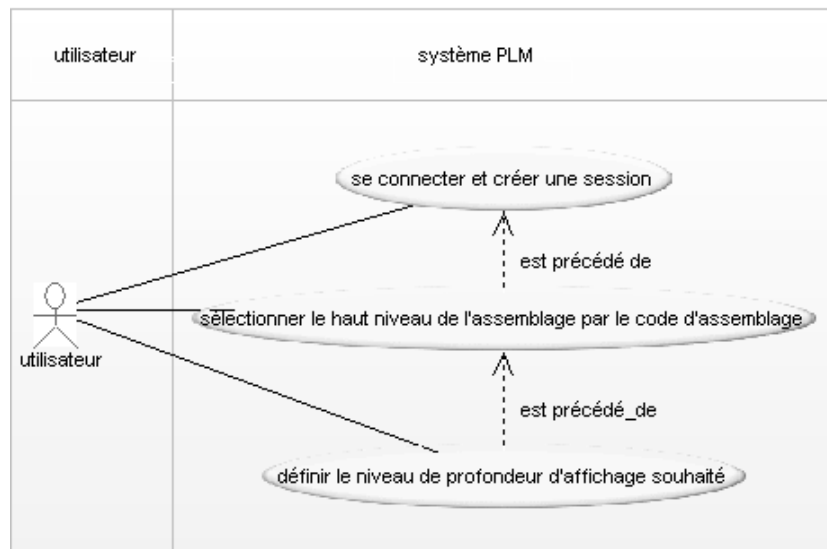 utilisateur
système PLM
se connecter et créer une session
est précédé de
sélectionner le haut niveau de l'assemblage par le code d'assemblage
utilisateur
est précédé_de
définir le niveau de profondeur d'affichage souhaité